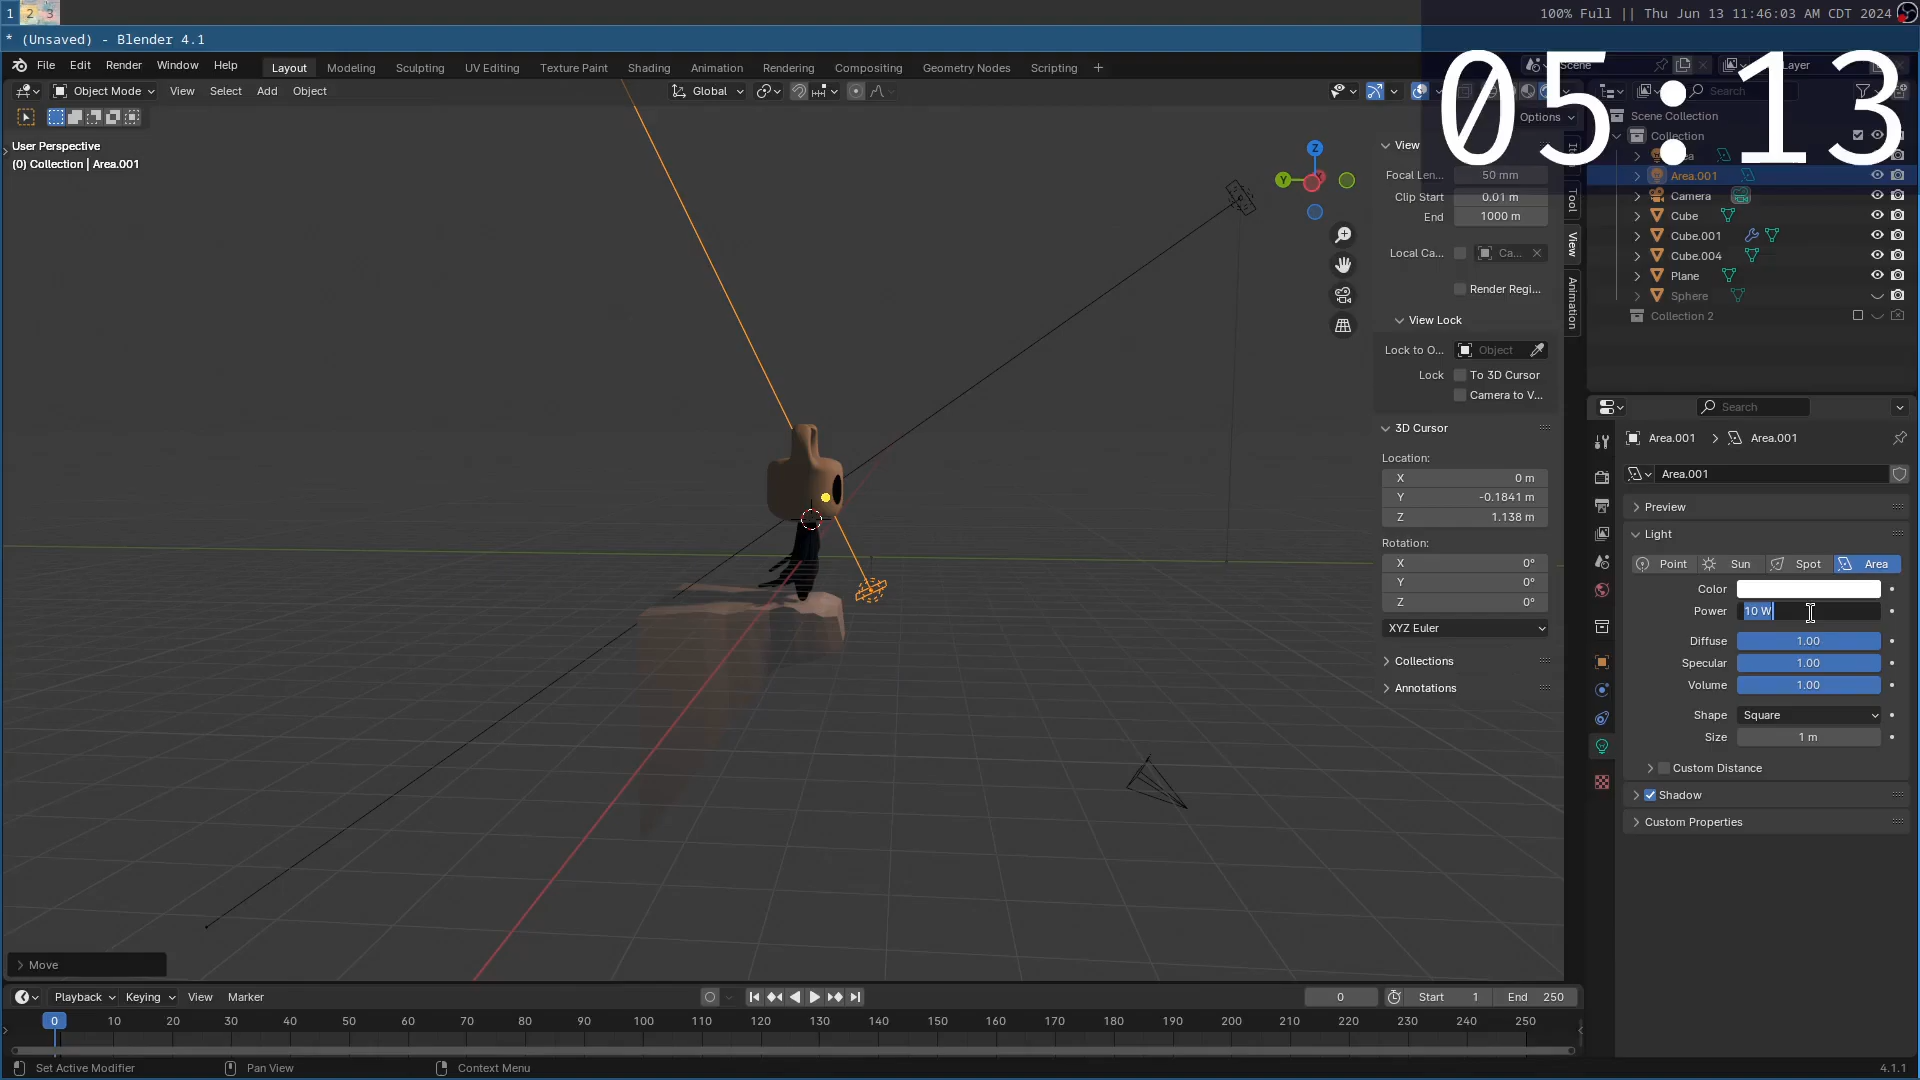 1 2 3
100% Full || Thu Jun 13 11:46:03 AM CDT 2024
* (Unsaved) - Blender 4.1
05:13
File Edit Render Window Help
Layout Modeling Sculpting UV Editing Texture Paint Shading Animation Rendering Compositing Geometry Nodes Scripting +
Scene
Layer
Object Mode View Select Add Object
Global
Search
Options
User Perspective
(0) Collection | Area.001
Z
Y
View
Focal Len... 50 mm
Clip Start 0.01 m
End 1000 m
Local Ca... Ca...
Render Regi...
View Lock
Lock to O... Object
Lock To 3D Cursor
Camera to V...
3D Cursor
Location:
X 0 m
Y -0.1841 m
Z 1.138 m
Rotation:
X 0°
Y 0°
Z 0°
XYZ Euler
Collections
Annotations
Tool
View
Animation
Scene Collection
Collection
Area.001
Camera
Cube
Cube.001
Cube.004
Plane
Sphere
Collection 2
Search
Area.001 > Area.001
Area.001
Preview
Light
Point Sun Spot Area
Color
Power 10 W
Diffuse 1.00
Specular 1.00
Volume 1.00
Shape Square
Size 1 m
Custom Distance
Shadow
Custom Properties
Move
Playback Keying View Marker
0
Start 1
End 250
0 10 20 30 40 50 60 70 80 90 100 110 120 130 140 150 160 170 180 190 200 210 220 230 240 250
Set Active Modifier
Pan View
Context Menu
4.1.1